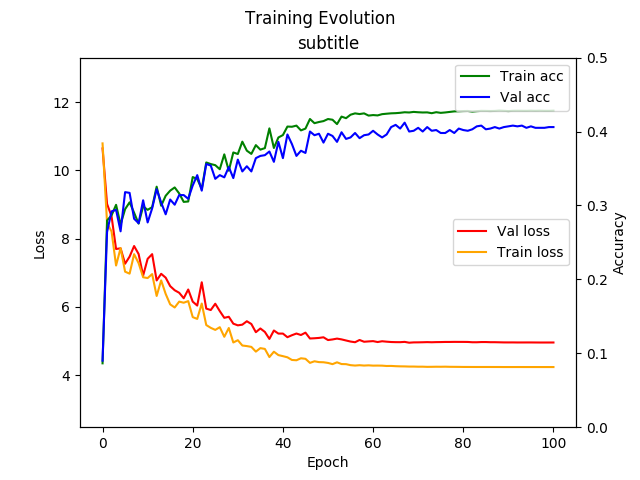 Training Evolution
subtitle
Train acc
Val acc
Val loss
Train loss
Loss
12
10
8
6
4
Accuracy
0.5
0.4
0.3
0.2
0.1
0.0
0 20 40 60 80 100
Epoch